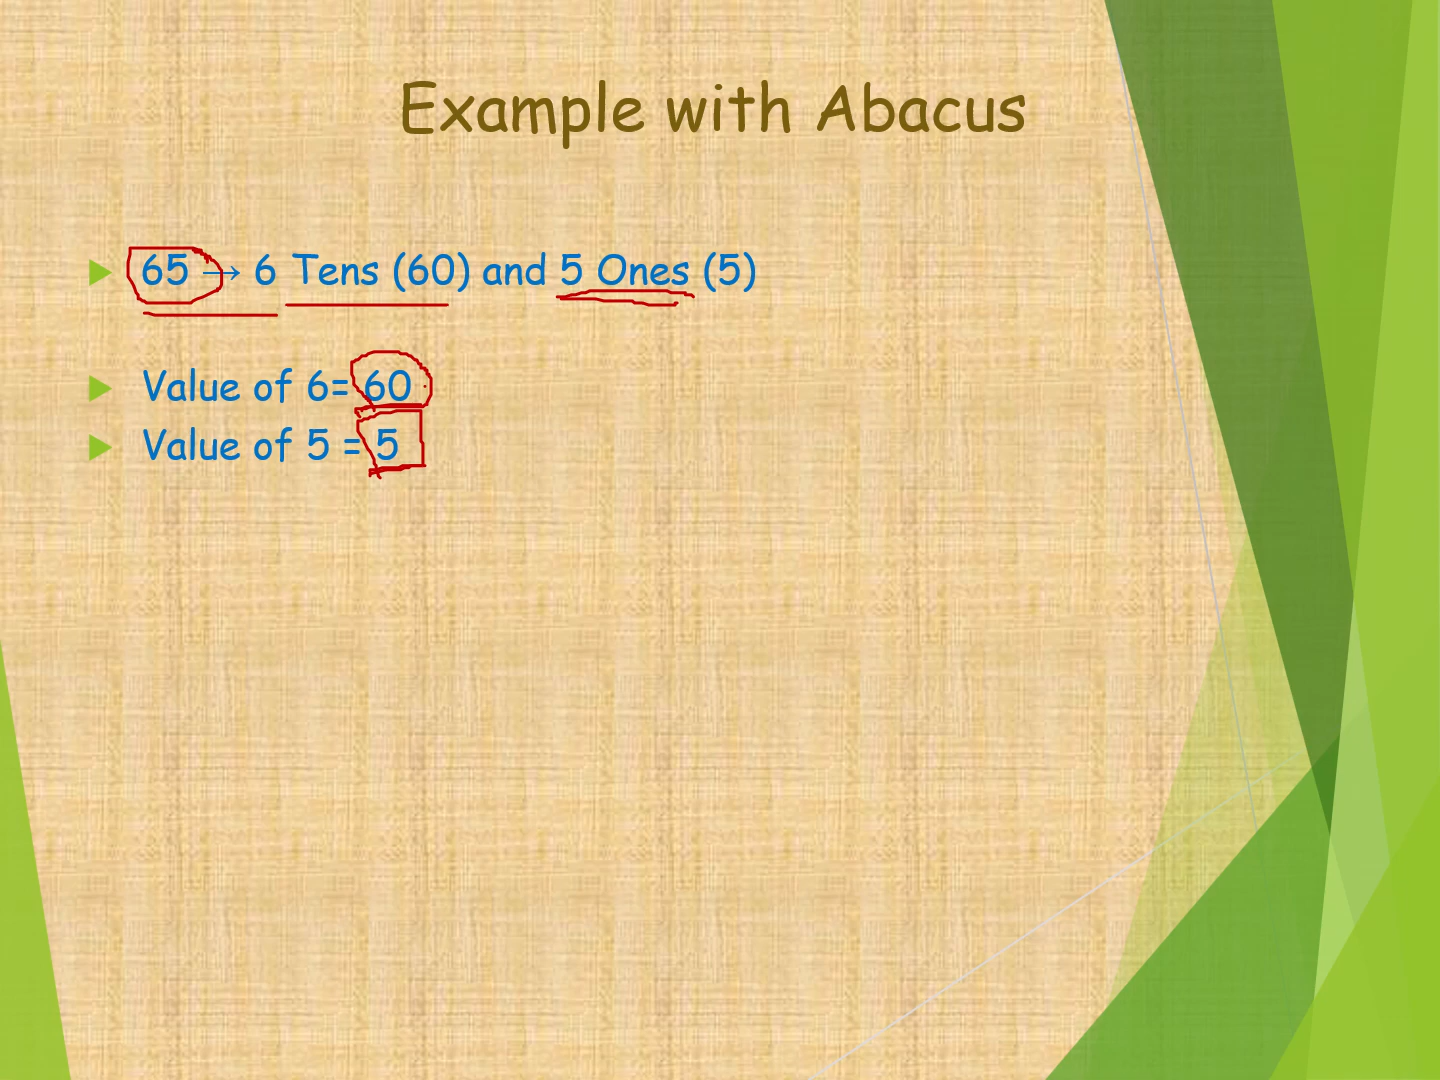 Example with Abacus
65 → 6 Tens (60) and 5 Ones (5)
Value of 6= 60
Value of 5 = 5